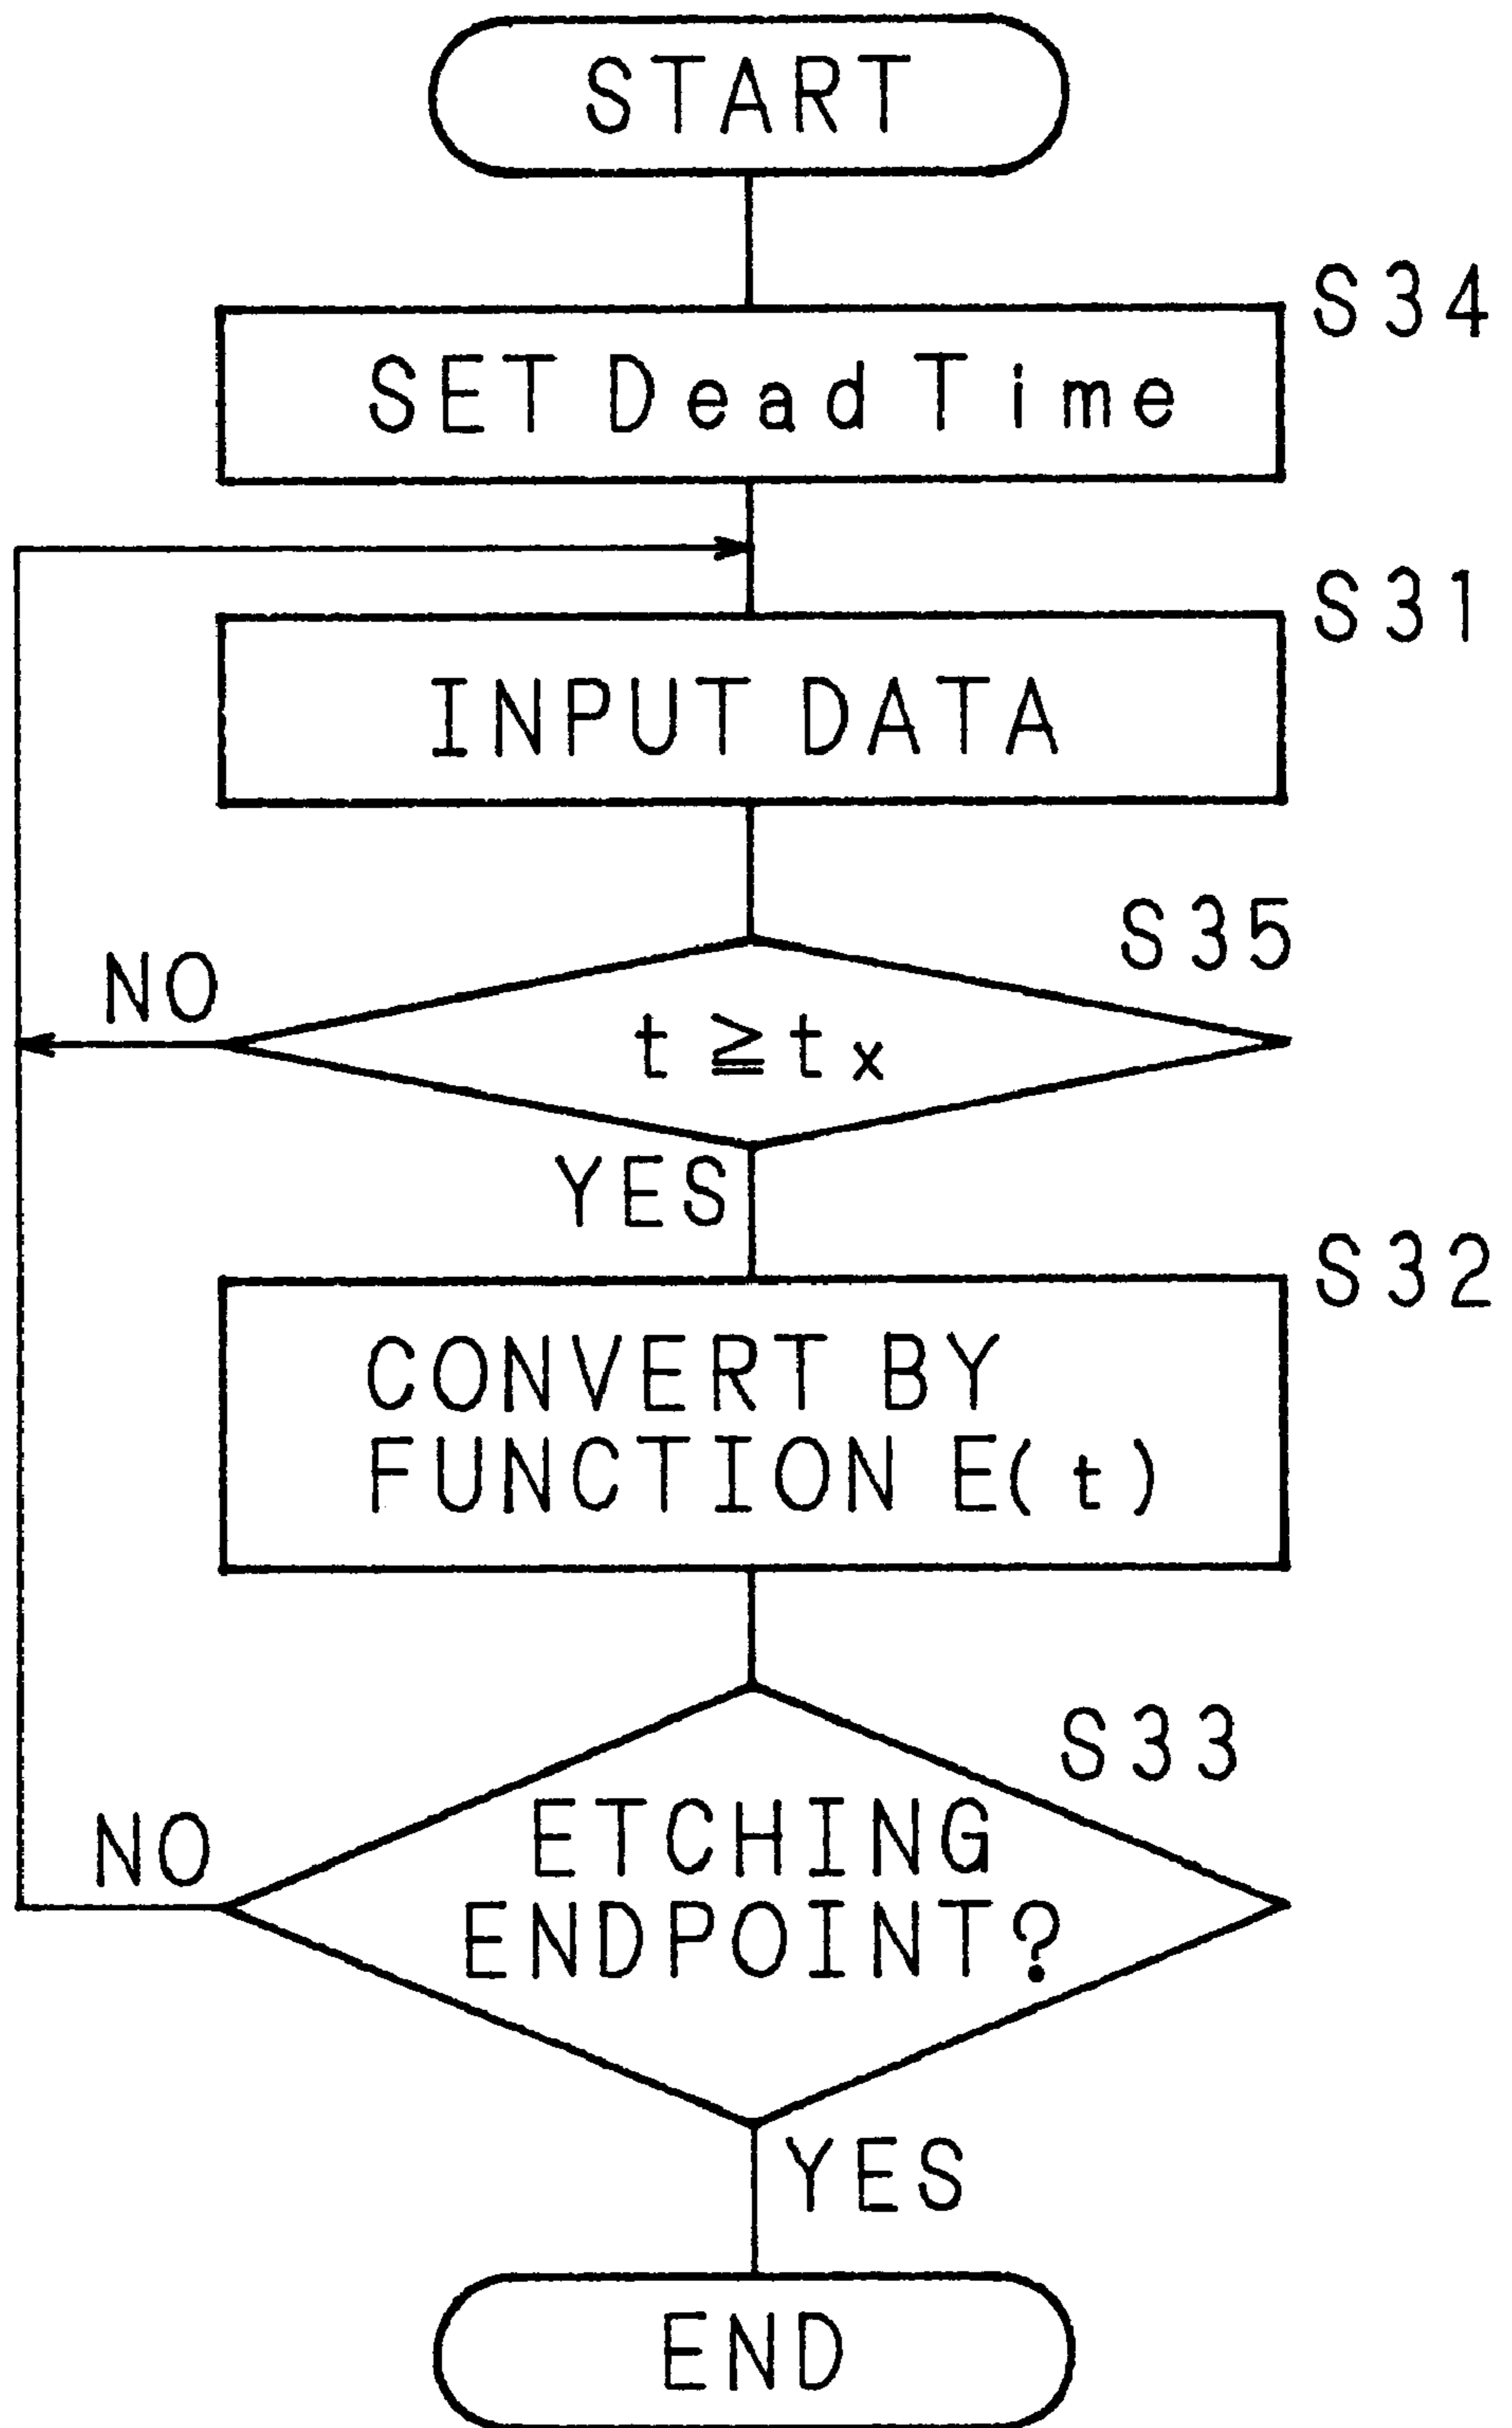 START
S34
SET Dead Time
S31
INPUT DATA
S35
NO
t ≧ tx
YES
S32
CONVERT BY
FUNCTION E(t)
S33
NO
ETCHING
ENDPOINT?
YES
END